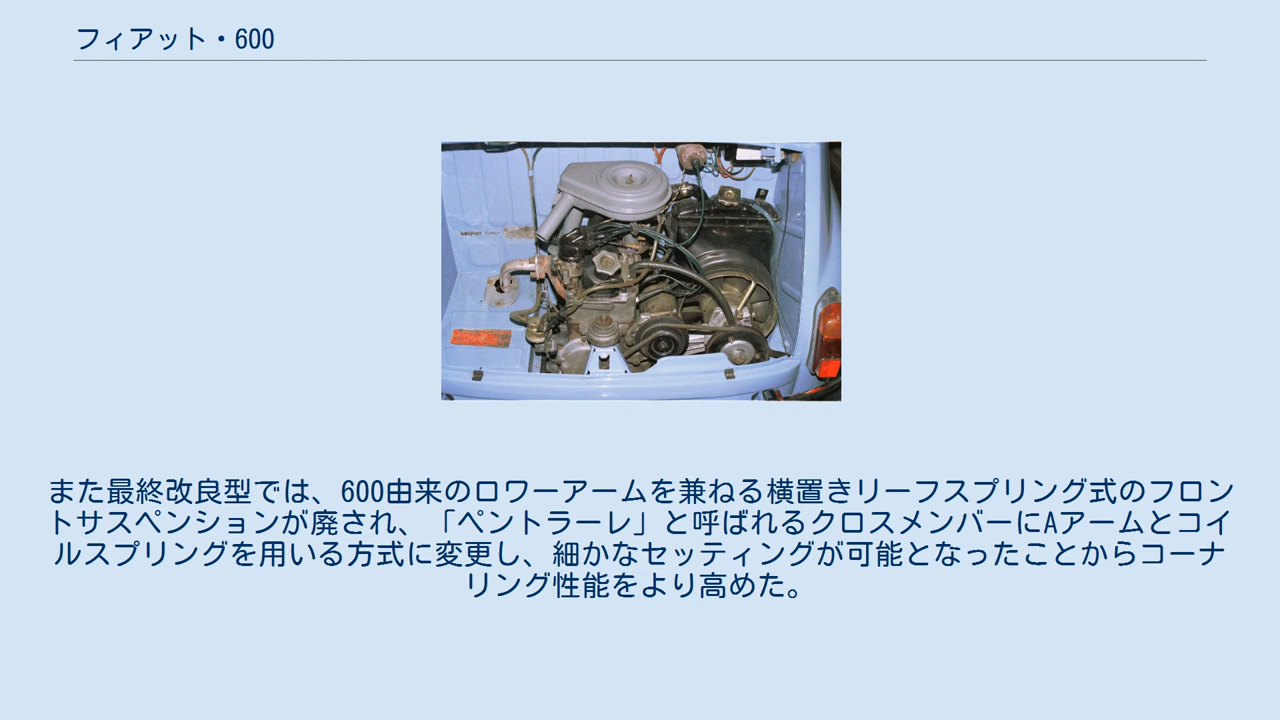 フィアット・600
また最終改良型では、600由来のロワーアームを兼ねる横置きリーフスプリング式のフロン
トサスペンションが廃され、「ペントラーレ」と呼ばれるクロスメンバーにAアームとコイ
ルスプリングを用いる方式に変更し、細かなセッティングが可能となったことからコーナ
リング性能をより高めた。